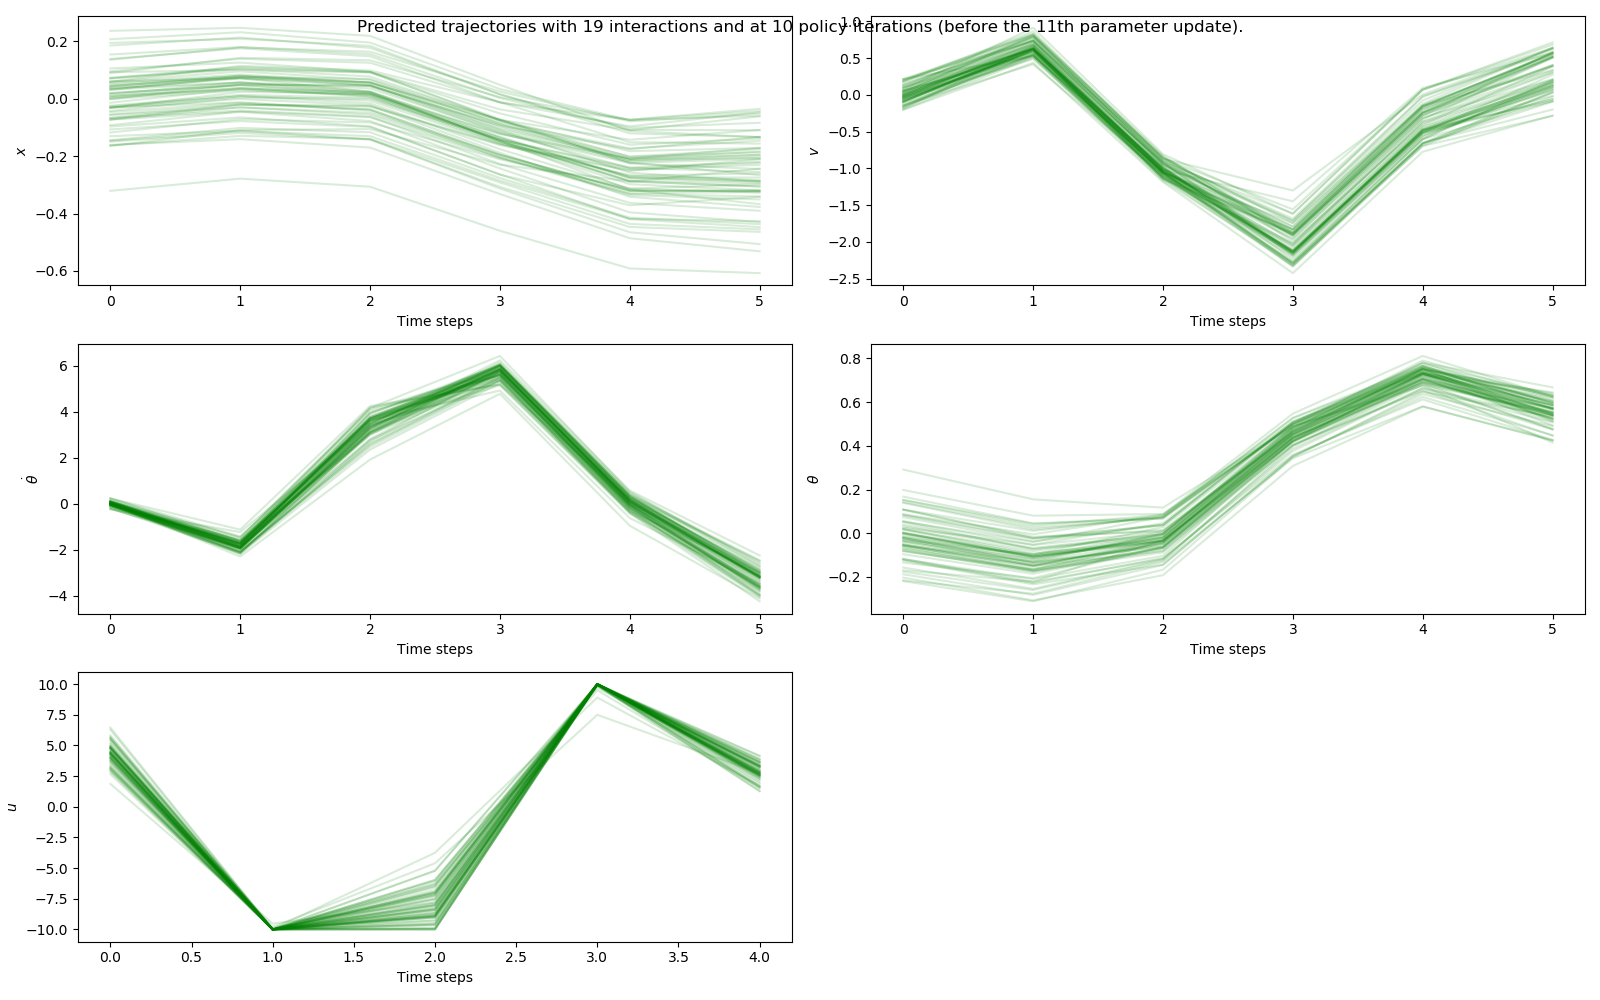 Predicted trajectories with 19 interactions and at 10 policy iterations (before the 11th parameter update).
0.2
0.0
−0.2
−0.4
−0.6
x
0 1 2 3 4 5
Time steps
1.0
0.5
0.0
−0.5
−1.0
−1.5
−2.0
−2.5
v
0 1 2 3 4 5
Time steps
6
4
2
0
−2
−4
θ̇
0 1 2 3 4 5
Time steps
0.8
0.6
0.4
0.2
0.0
−0.2
θ
0 1 2 3 4 5
Time steps
10.0
7.5
5.0
2.5
0.0
−2.5
−5.0
−7.5
−10.0
u
0.0 0.5 1.0 1.5 2.0 2.5 3.0 3.5 4.0
Time steps